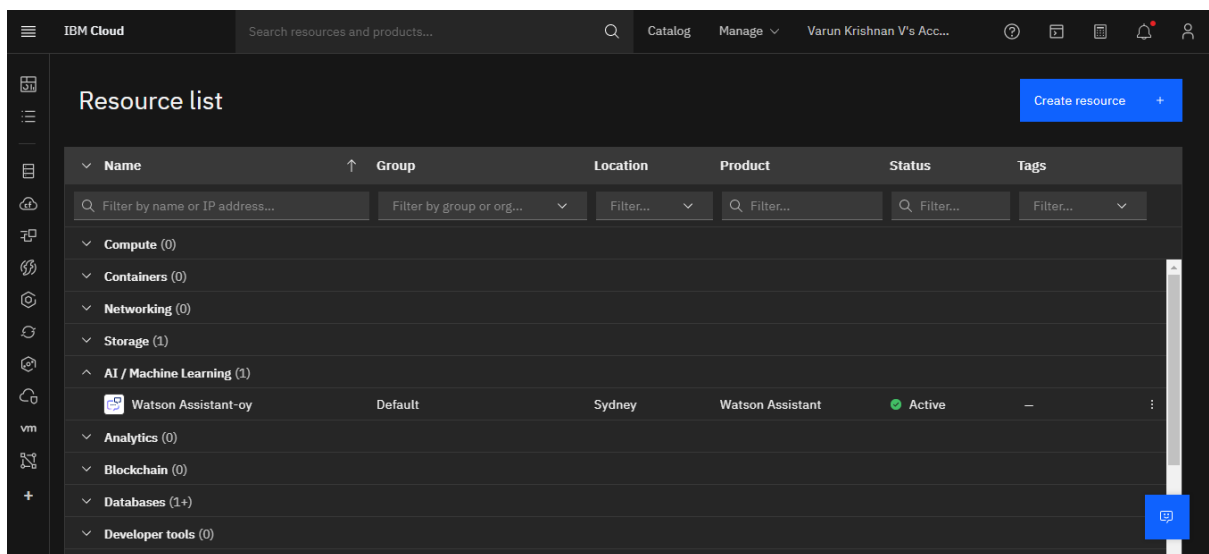 IBM Cloud Search resources and products... Catalog Manage Varun Krishnan V's Acc...
Resource list
Create resource +
Name Group Location Product Status Tags
Filter by name or IP address... Filter by group or org... Filter... Filter... Filter... Filter...
Compute (0)
Containers (0)
Networking (0)
Storage (1)
AI / Machine Learning (1)
Watson Assistant-oy Default Sydney Watson Assistant Active –
vm
Analytics (0)
Blockchain (0)
Databases (1+)
Developer tools (0)